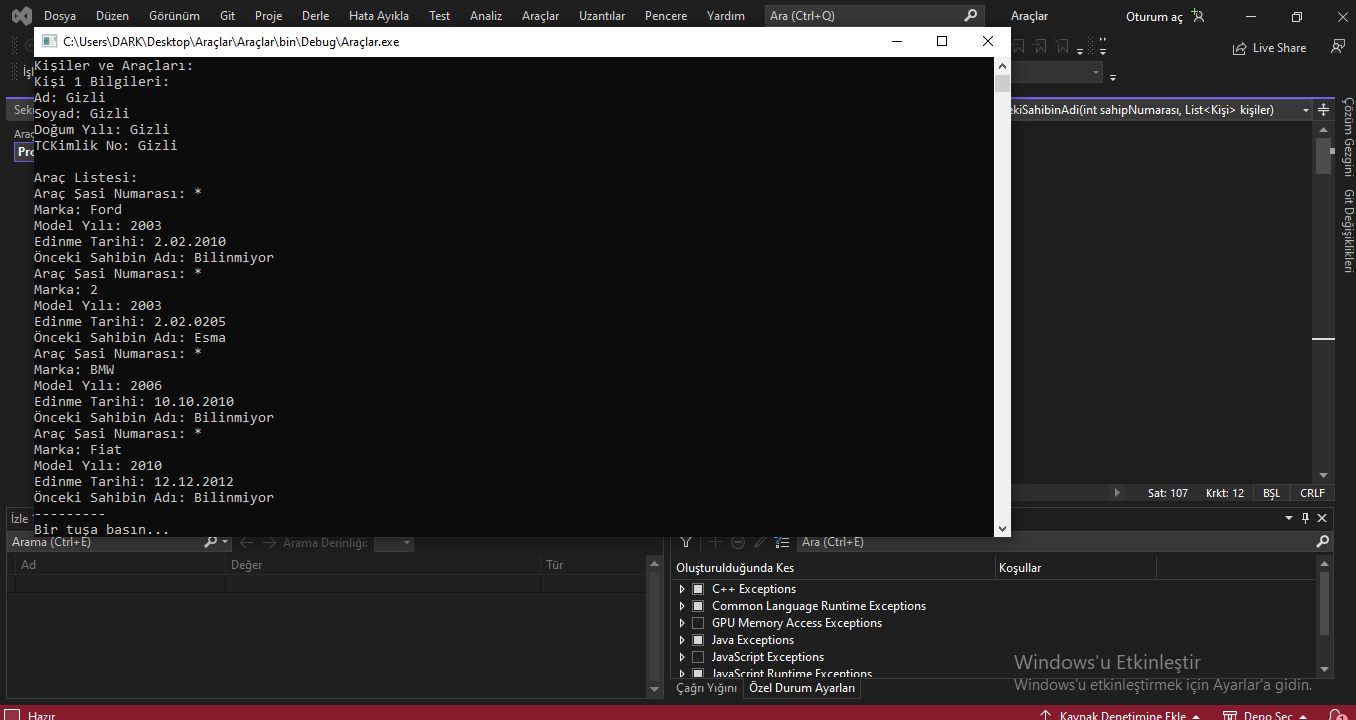 Dosya Düzen Görünüm Git Proje Derle Hata Ayıkla Test Analiz Araçlar Uzantılar Pencere Yardım Ara (Ctrl+Q) Araçlar Oturum aç
C:\Users\DARK\Desktop\Araçlar\Araçlar\bin\Debug\Araçlar.exe
Live Share
Kişiler ve Araçları:
Kişi 1 Bilgileri:
Ad: Gizli
Soyad: Gizli
Doğum Yılı: Gizli
TCKimlik No: Gizli
Araç Listesi:
Araç Şasi Numarası: *
Marka: Ford
Model Yılı: 2003
Edinme Tarihi: 2.02.2010
Önceki Sahibin Adı: Bilinmiyor
Araç Şasi Numarası: *
Marka: 2
Model Yılı: 2003
Edinme Tarihi: 2.02.0205
Önceki Sahibin Adı: Esma
Araç Şasi Numarası: *
Marka: BMW
Model Yılı: 2006
Edinme Tarihi: 10.10.2010
Önceki Sahibin Adı: Bilinmiyor
Araç Şasi Numarası: *
Marka: Fiat
Model Yılı: 2010
Edinme Tarihi: 12.12.2012
Önceki Sahibin Adı: Bilinmiyor
---------
Bir tuşa basın...
ekiSahibinAdi(int sahipNumarası, List<Kişi> kişiler)
Çözüm Gezgini
Git Değişiklikleri
Sat: 107 Krkt: 12 BŞL CRLF
İzle
Arama (Ctrl+E) Arama Derinliği:
Ad Değer Tür
Ara (Ctrl+E)
Oluşturulduğunda Kes Koşullar
C++ Exceptions
Common Language Runtime Exceptions
GPU Memory Access Exceptions
Java Exceptions
JavaScript Exceptions
JavaScript Runtime Exceptions
Çağrı Yığını Özel Durum Ayarları
Windows'u Etkinleştir
Windows'u etkinleştirmek için Ayarlar'a gidin.
Hazır Kaynak Denetimine Ekle Depo Seç